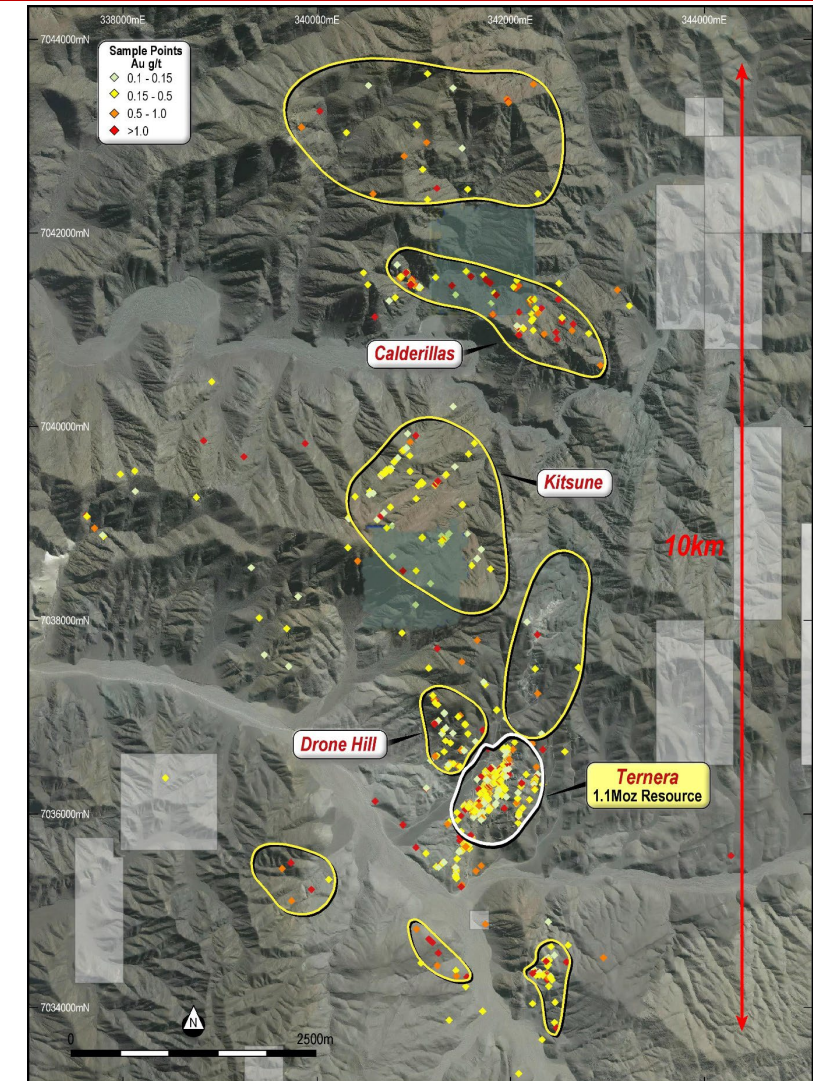 338000mE
340000mE
342000mE
344000mE
7044000mN
Sample Points
Au g/t
0.1 - 0.15
0.15 - 0.5
0.5 - 1.0
>1.0
7042000mN
Calderillas
7040000mN
Kitsune
10km
7038000mN
Drone Hill
Ternera
1.1Moz Resource
7036000mN
7034000mN
N
0
2500m